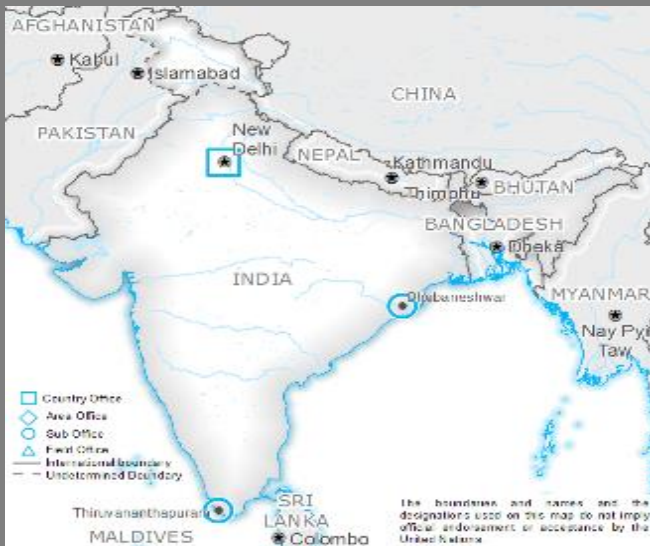 AFGHANISTAN
Kabul
Islamabad
CHINA
PAKISTAN
New
Delhi
NEPAL
Kathmandu
Thimphu
BHUTAN
BANGLADESH
Dhaka
INDIA
Bhubaneshwar
MYANMAR
Nay Pyi
Taw
Country Office
Area Office
Sub Office
Field Office
International boundary
Undetermined Boundary
Thiruvananthapuram
SRI
LANKA
MALDIVES
Colombo
The boundaries and names and the
designations used on this map do not imply
official endorsement or acceptance by the
United Nations